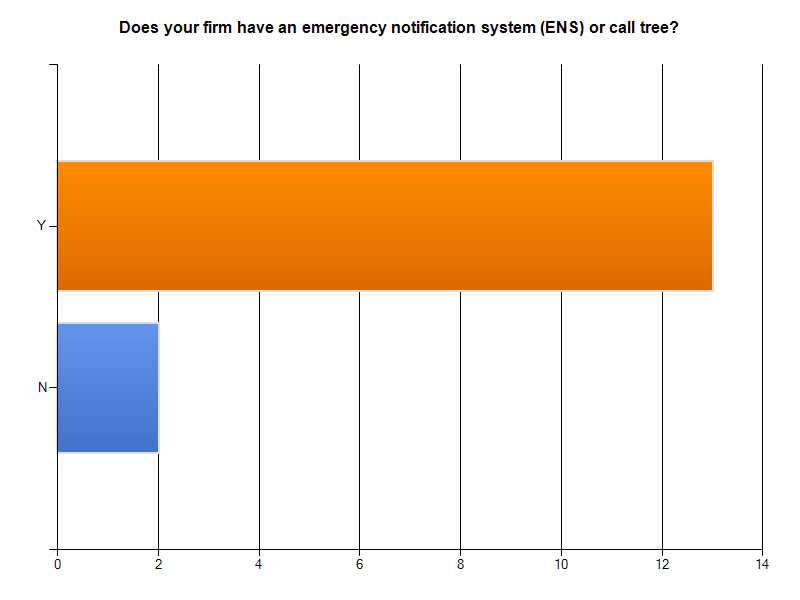 Does your firm have an emergency notification system (ENS) or call tree?
Y
N
0 2 4 6 8 10 12 14